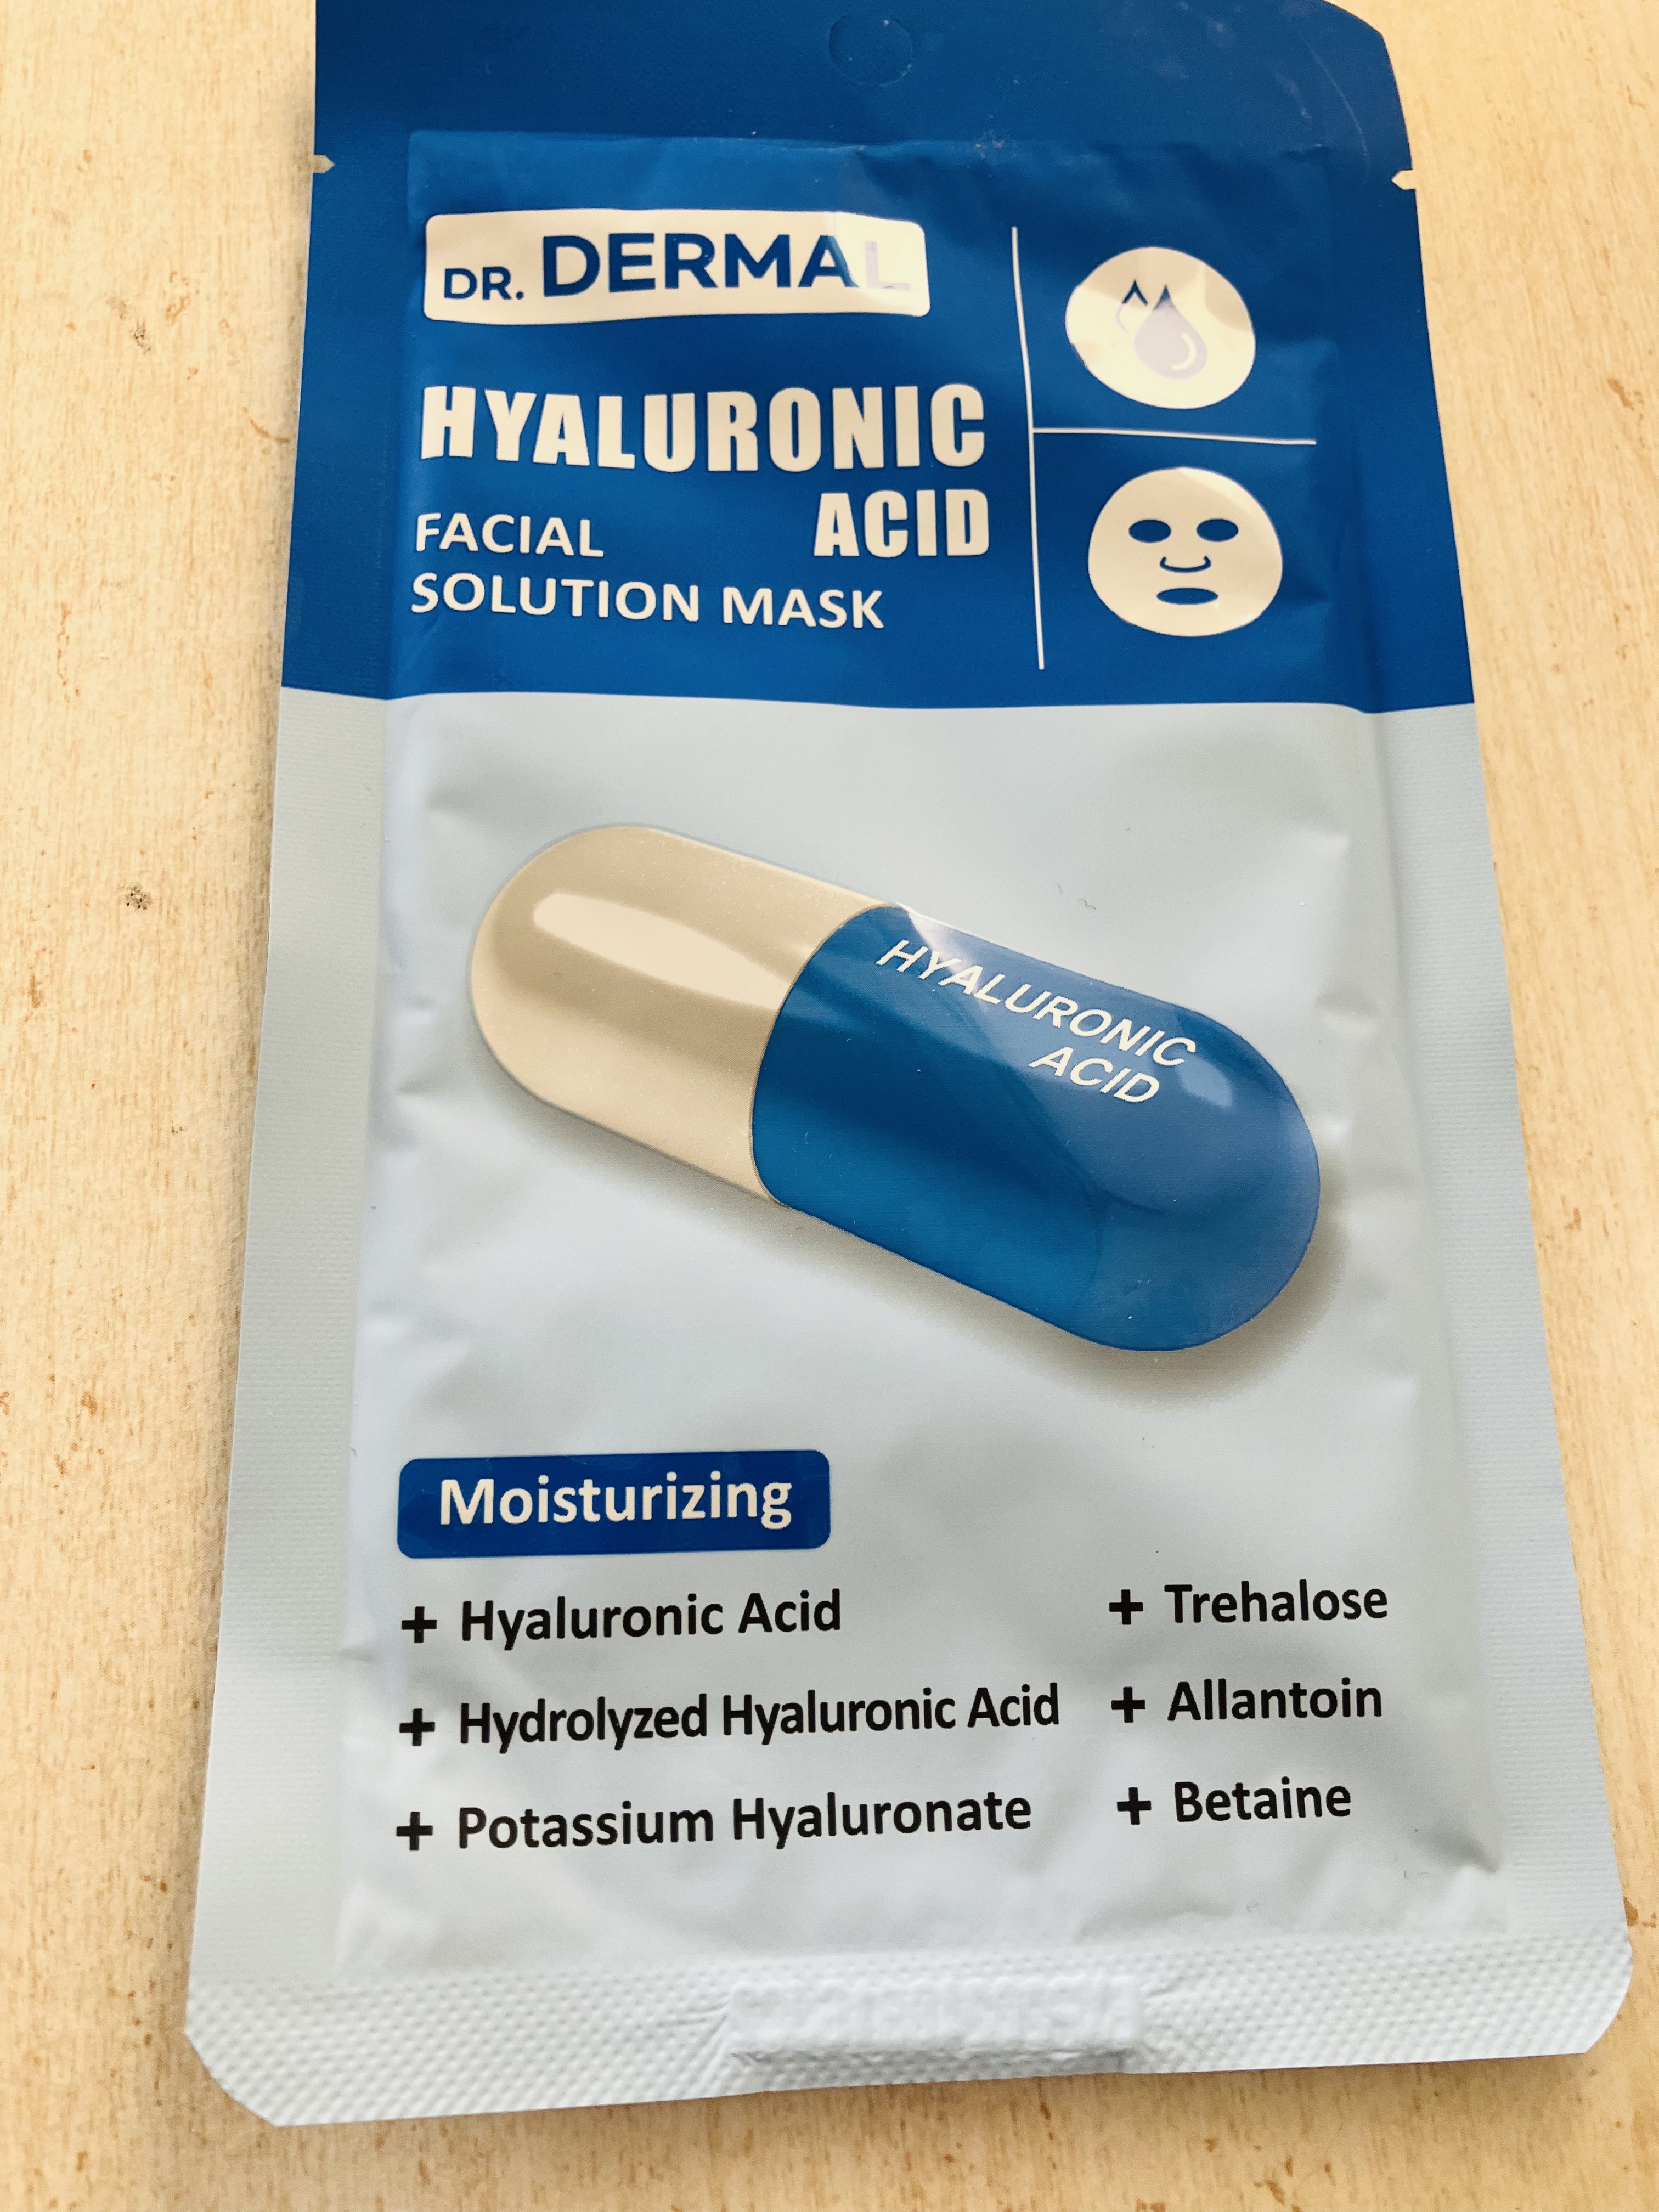 DR. DERMAL
HYALURONIC
ACID
FACIAL
SOLUTION MASK
HYALURONIC
ACID
Moisturizing
+ Hyaluronic Acid
+ Hydrolyzed Hyaluronic Acid
+ Potassium Hyaluronate
+ Trehalose
+ Allantoin
+ Betaine